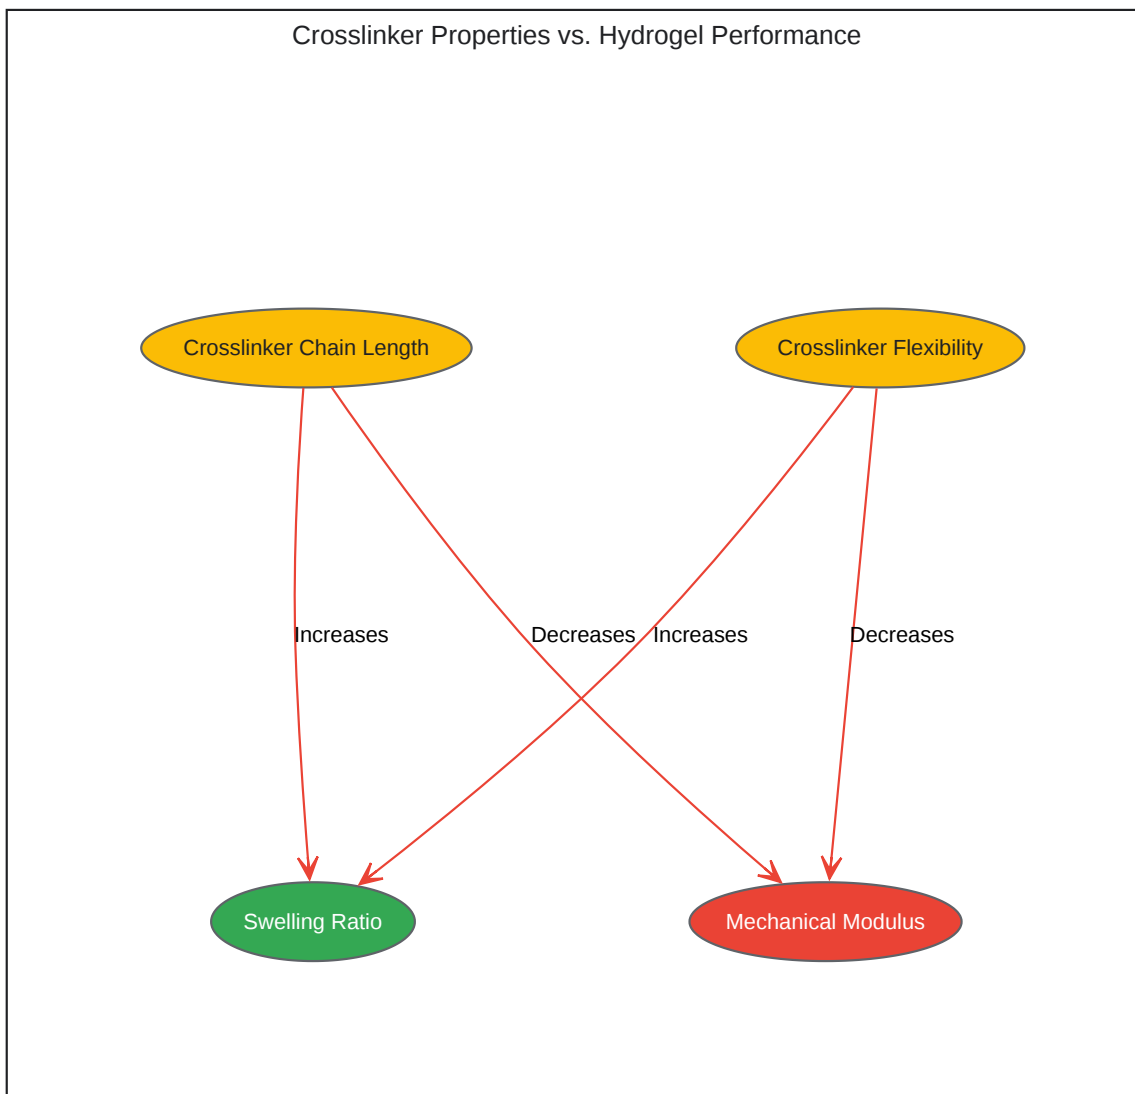 Crosslinker Properties vs. Hydrogel Performance
Crosslinker Chain Length
Crosslinker Flexibility
Increases
Decreases
Increases
Decreases
Swelling Ratio
Mechanical Modulus